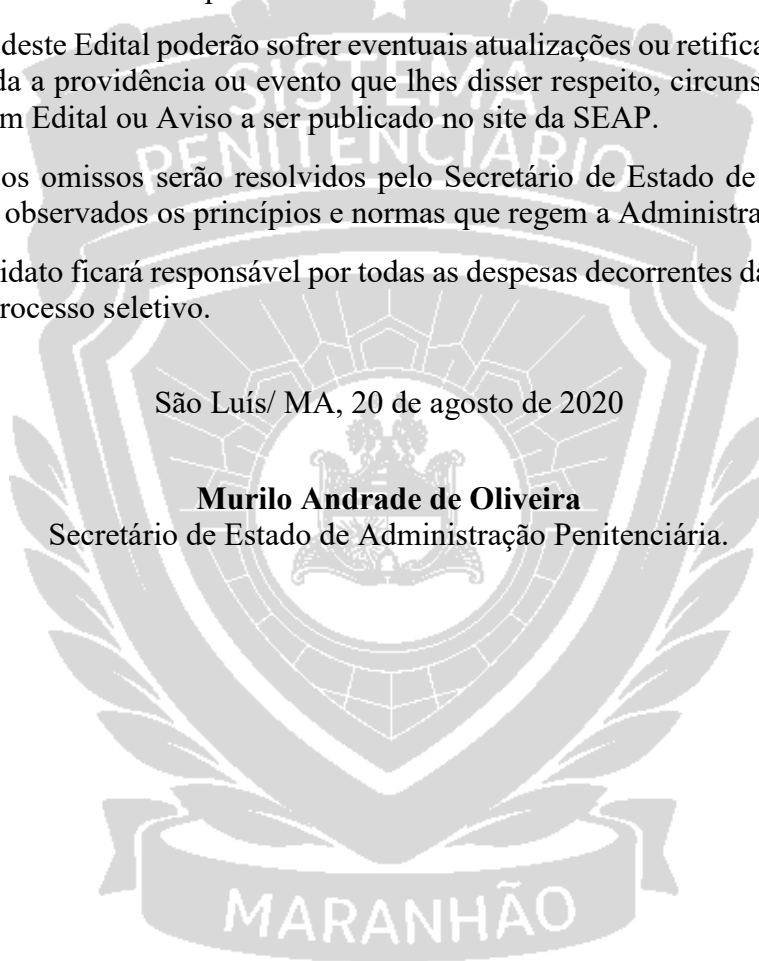 deste Edital poderão sofrer eventuais atualizações ou retifica
da a providência ou evento que lhes disser respeito, circuns
m Edital ou Aviso a ser publicado no site da SEAP.
os omissos serão resolvidos pelo Secretário de Estado de
observados os princípios e normas que regem a Administra
idato ficará responsável por todas as despesas decorrentes da
rocesso seletivo.
São Luís/ MA, 20 de agosto de 2020
Murilo Andrade de Oliveira
Secretário de Estado de Administração Penitenciária.
SISTEMA
PENITENCIÁRIO
MARANHÃO